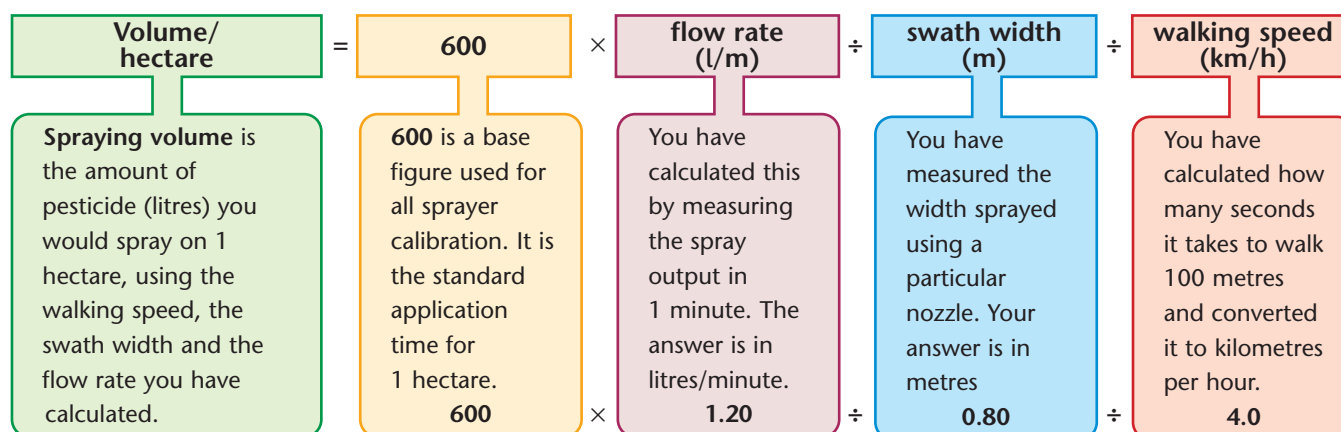 Volume/
hectare
=
600
×
flow rate
(l/m)
÷
swath width
(m)
÷
walking speed
(km/h)
Spraying volume is
the amount of
pesticide (litres) you
would spray on 1
hectare, using the
walking speed, the
swath width and the
flow rate you have
calculated.
600 is a base
figure used for
all sprayer
calibration. It is
the standard
application
time for
1 hectare.
600
×
You have
calculated this
by measuring
the spray
output in
1 minute. The
answer is in
litres/minute.
1.20
÷
You have
measured the
width sprayed
using a
particular
nozzle. Your
answer is in
metres
0.80
÷
You have
calculated how
many seconds
it takes to walk
100 metres
and converted
it to kilometres
per hour.
4.0